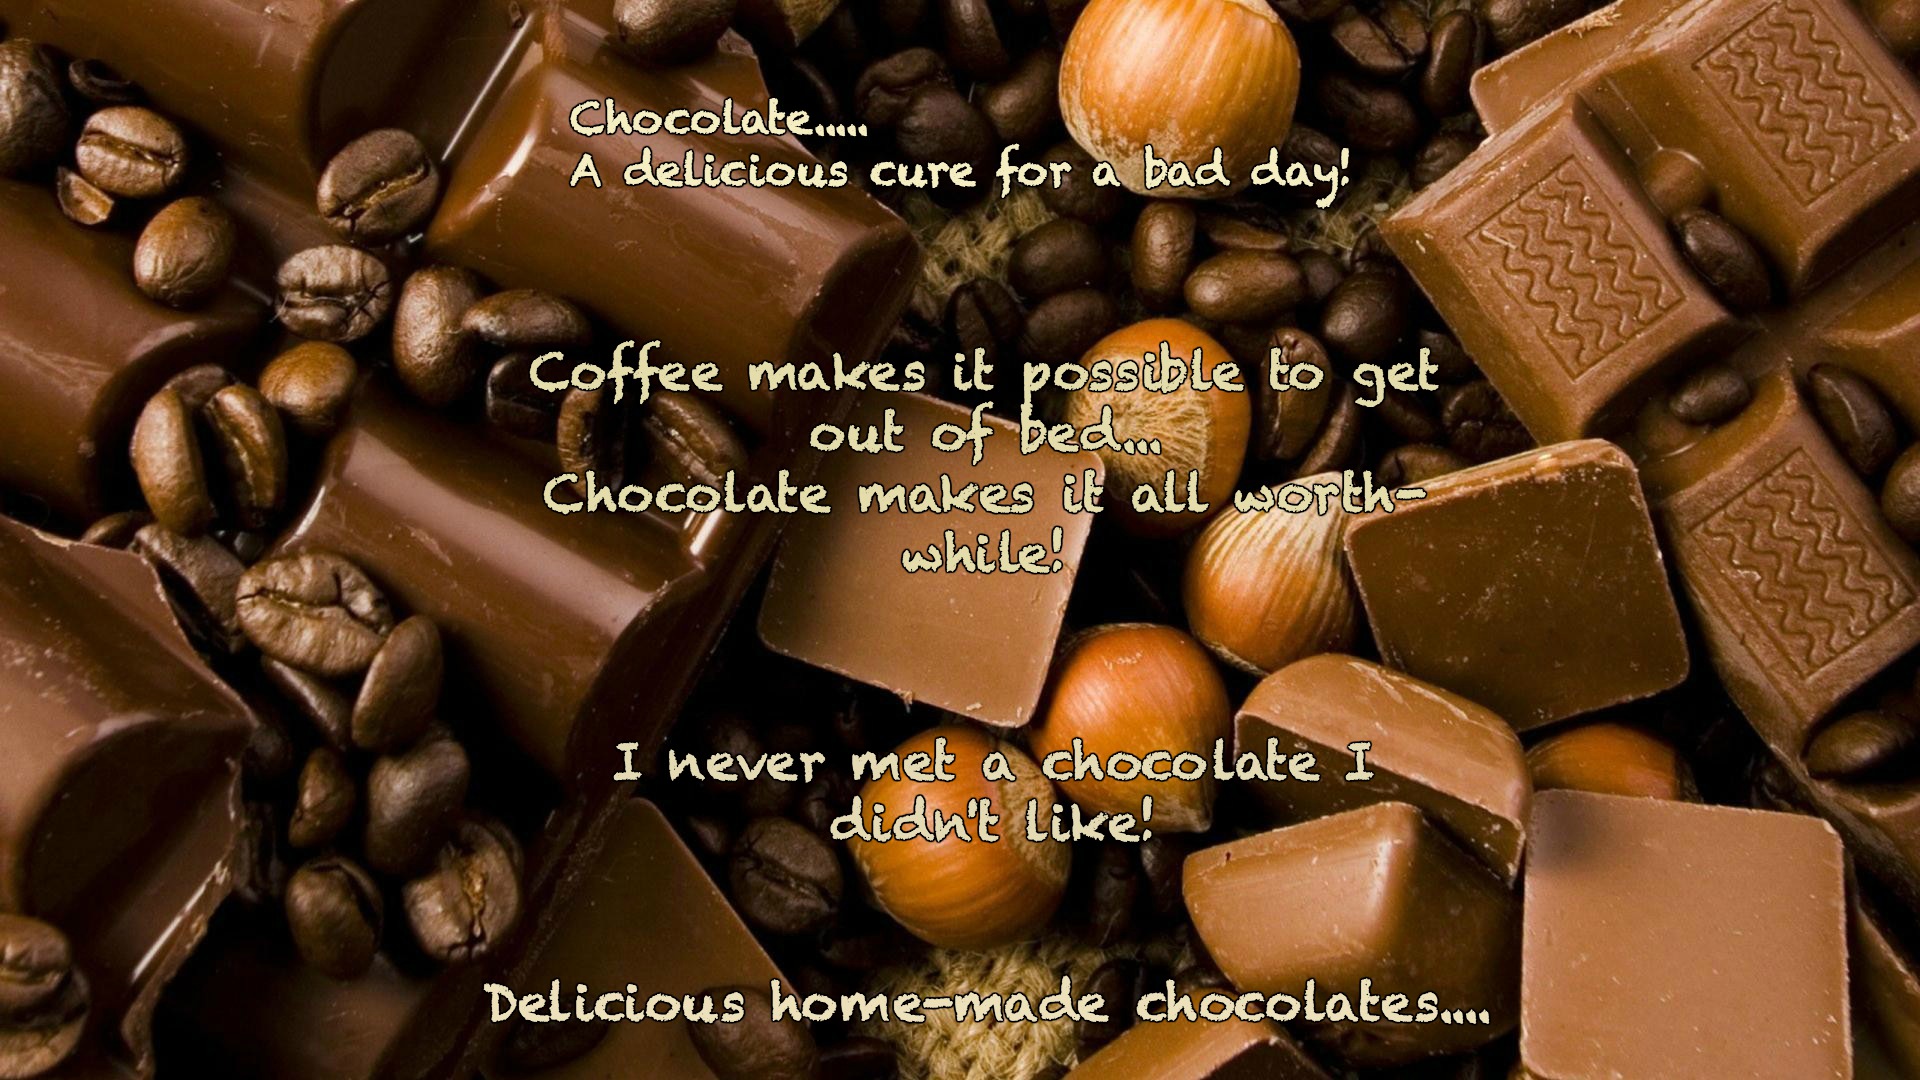 Chocolate.....
A delicious cure for a bad day!
Coffee makes it possible to get
out of bed...
Chocolate makes it all worth-
while!
I never met a chocolate I
didn't like!
Delicious home-made chocolates....